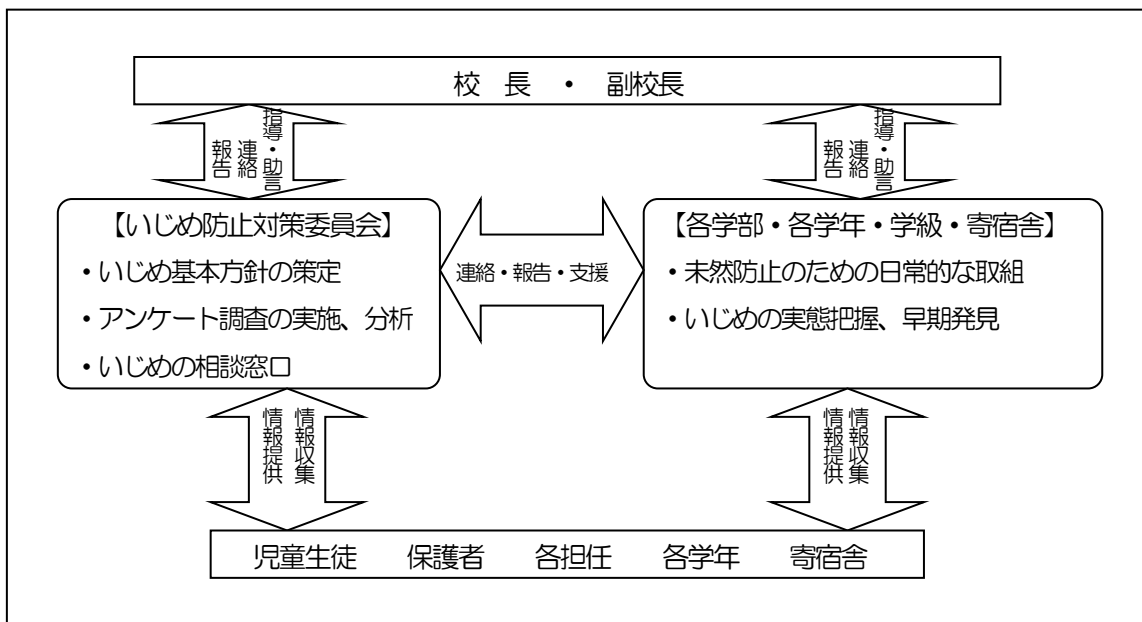 校 長 ・ 副校長
指導・助言
連絡
報告
指導・助言
連絡
報告
【いじめ防止対策委員会】
・いじめ基本方針の策定
・アンケート調査の実施、分析
・いじめの相談窓口
連絡・報告・支援
【各学部・各学年・学級・寄宿舎】
・未然防止のための日常的な取組
・いじめの実態把握、早期発見
情報収集
情報提供
情報収集
情報提供
児童生徒 保護者 各担任 各学年 寄宿舎